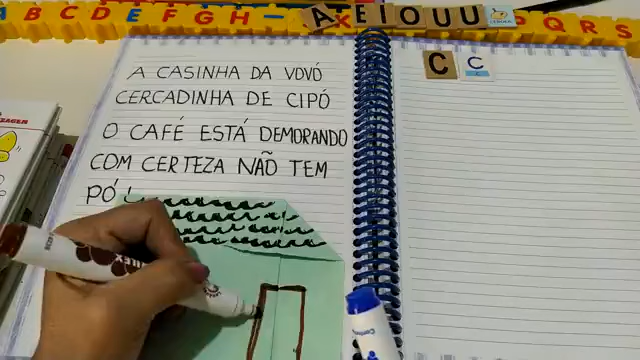 A B C D E F G H
A E I O U U
P Q R S
C C
A CASINHA DA VOVÓ
CERCADINHA DE CIPÓ
O CAFÉ ESTÁ DEMORANDO
COM CERTEZA NÃO TEM
PÓ!